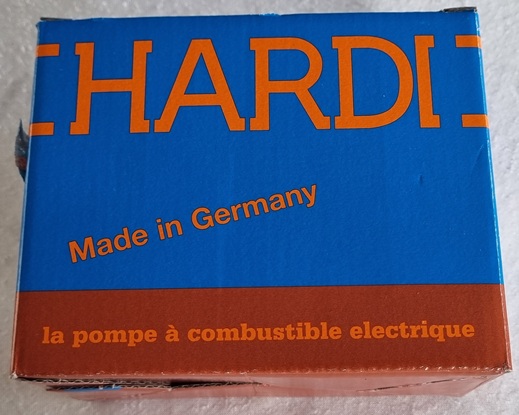 HARDI
Made in Germany
la pompe à combustible electrique